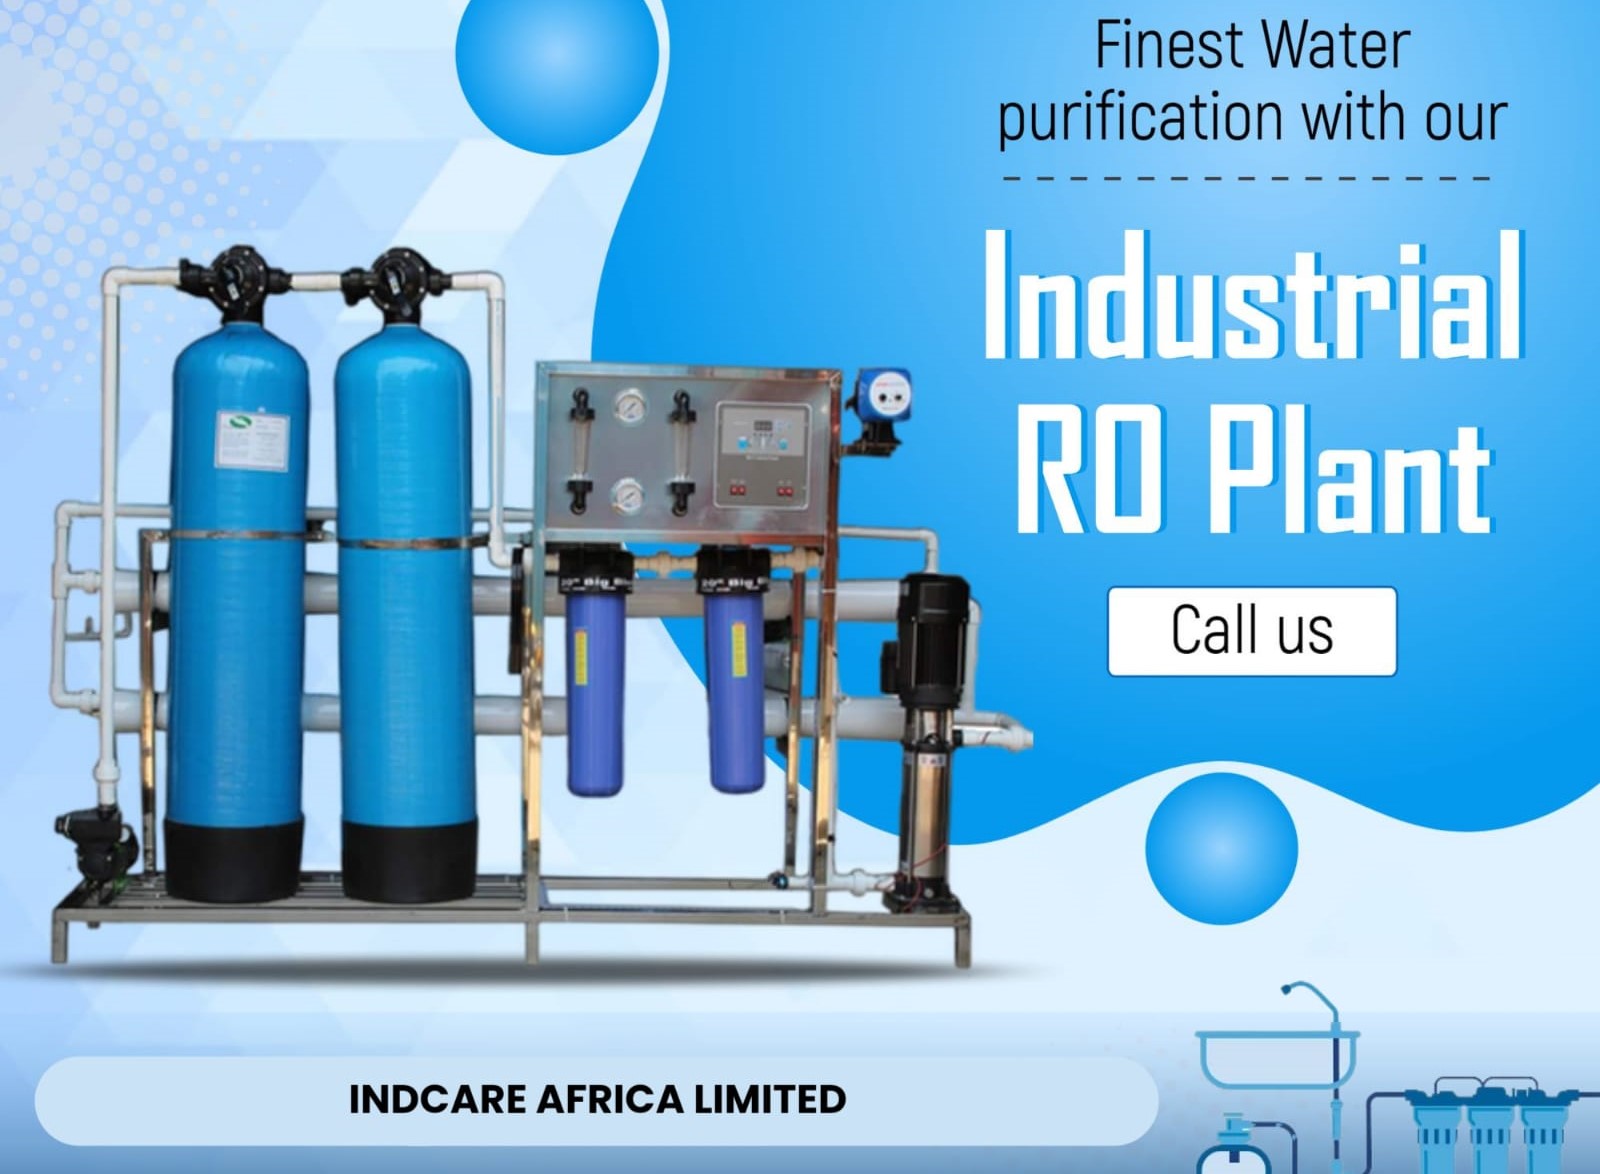 Finest Water
purification with our
Industrial
RO Plant
Call us
INDCARE AFRICA LIMITED